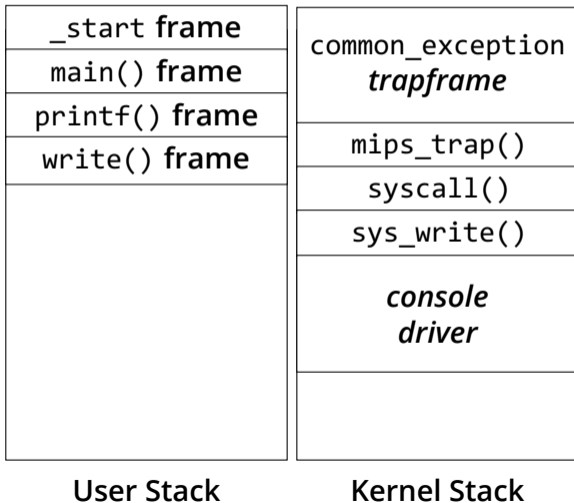 _start frame
main() frame
printf() frame
write() frame
User Stack
common_exception
trapframe
mips_trap()
syscall()
sys_write()
console
driver
Kernel Stack